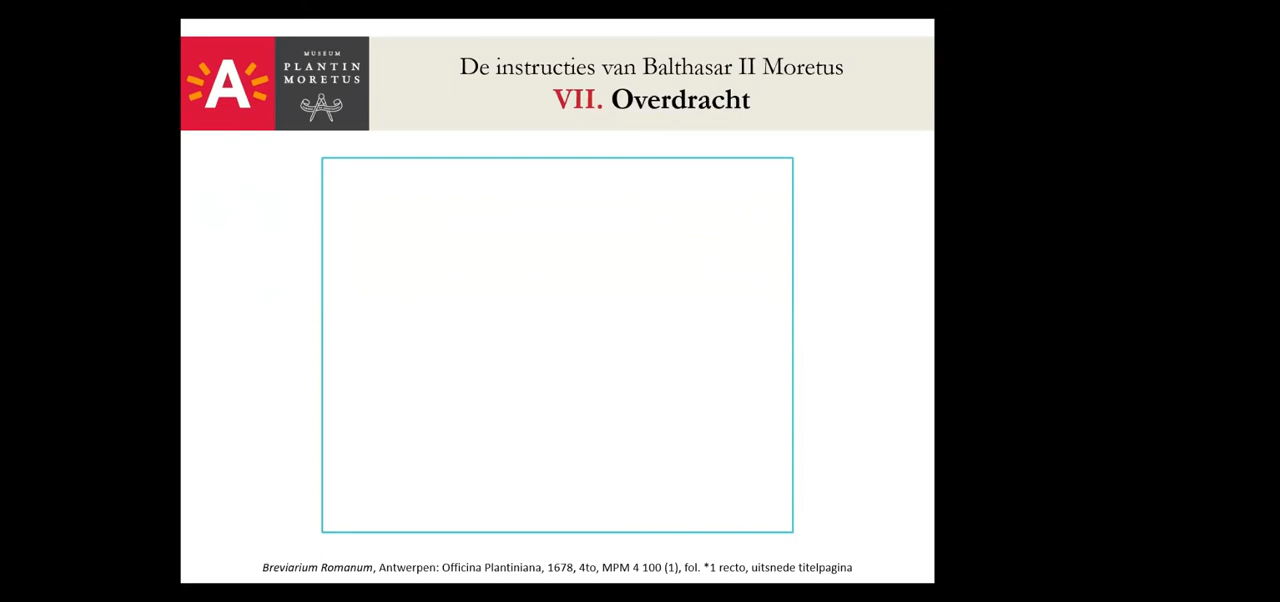 MUSEUM
PLANTIN
MORETUS
A
De instructies van Balthasar II Moretus
VII. Overdracht
Breviarium Romanum, Antwerpen: Officina Plantiniana, 1678, 4to, MPM 4 100 (1), fol. *1 recto, uitsnede titelpagina